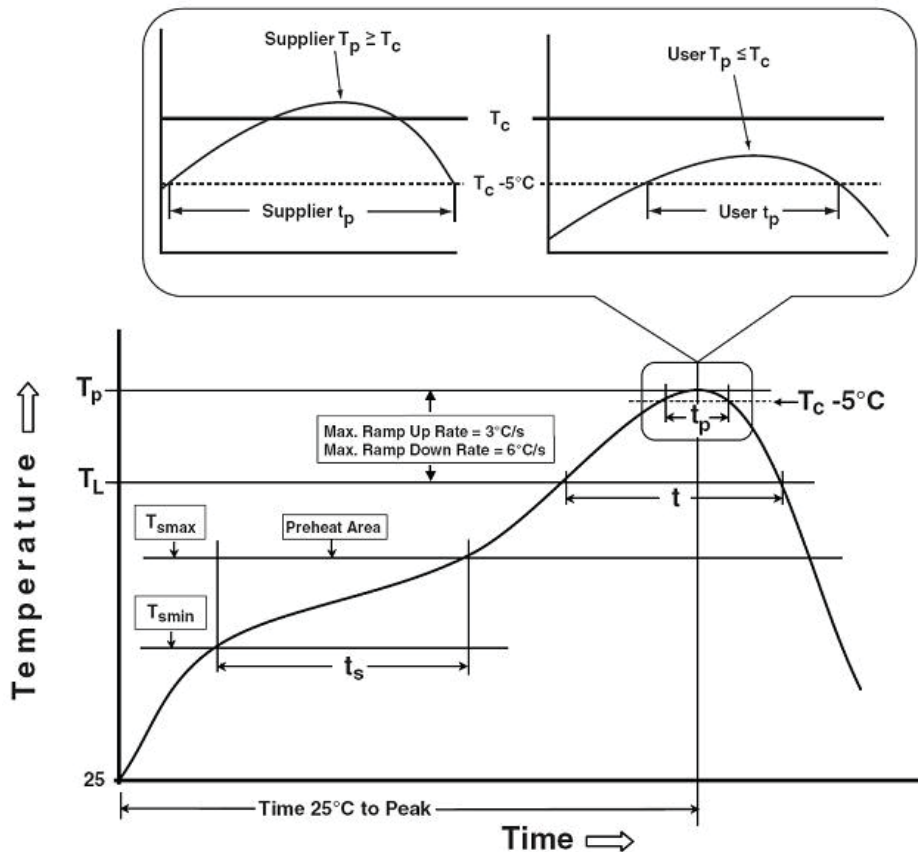 Supplier Tp ≥ Tc
User Tp ≤ Tc
Tc
Tc -5°C
Supplier tp
User tp
Tp
Tc -5°C
tp
Max. Ramp Up Rate = 3°C/s
Max. Ramp Down Rate = 6°C/s
TL
t
Tsmax
Preheat Area
Tsmin
ts
Temperature
25
Time 25°C to Peak
Time